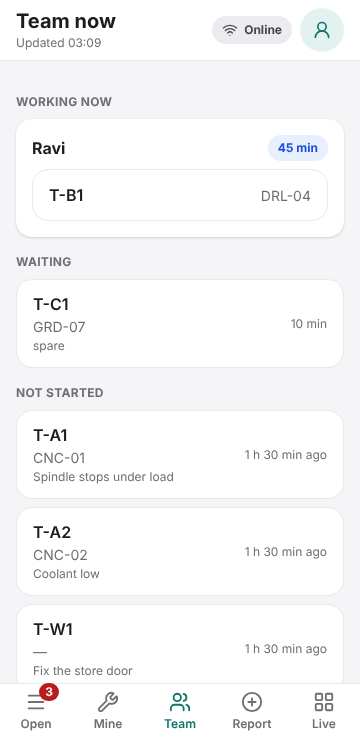 Team now
Updated 03:09
Online
WORKING NOW
Ravi
45 min
T-B1
DRL-04
WAITING
T-C1
GRD-07
10 min
spare
NOT STARTED
T-A1
CNC-01
1 h 30 min ago
Spindle stops under load
T-A2
CNC-02
1 h 30 min ago
Coolant low
T-W1
—
1 h 30 min ago
Fix the store door
3
Open
Mine
Team
Report
Live